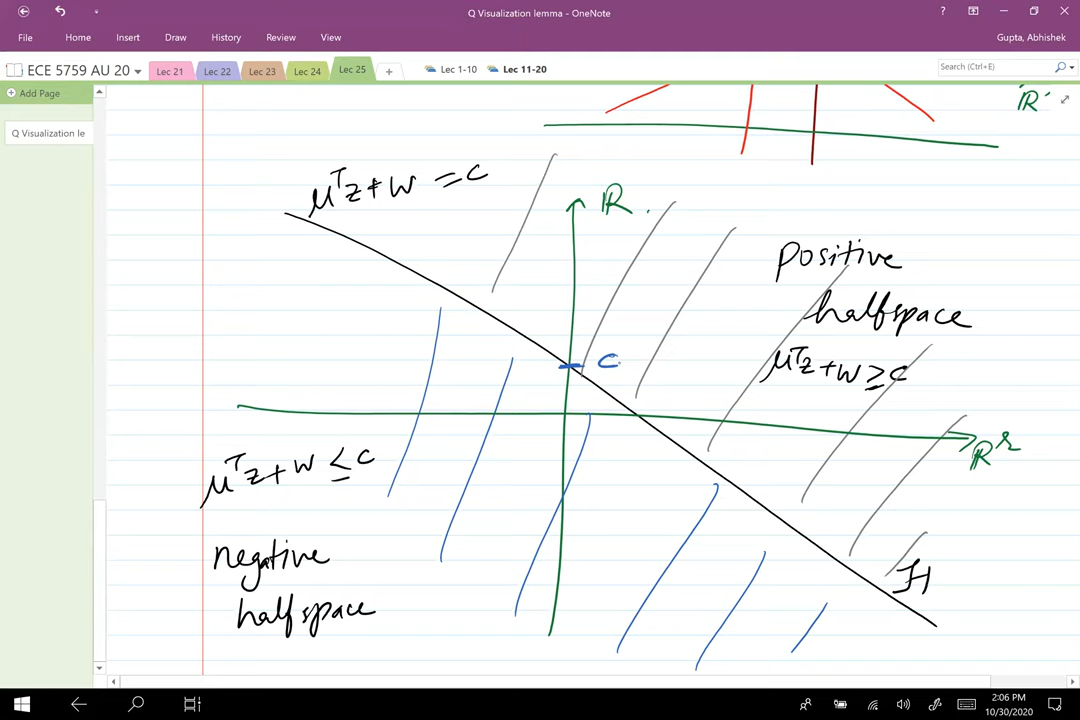 Q Visualization lemma - OneNote
Gupta, Abhishek
File Home Insert Draw History Review View
ECE 5759 AU 20 Lec 21 Lec 22 Lec 23 Lec 24 Lec 25 + Lec 1-10 Lec 11-20
Search (Ctrl+E)
Add Page
Q Visualization le
ℝ
μᵀz+w = c
ℝ
positive
halfspace
μᵀz+w ≥ c
c
ℝʳ
μᵀz+w ≤ c
negative
halfspace
H
2:06 PM
10/30/2020